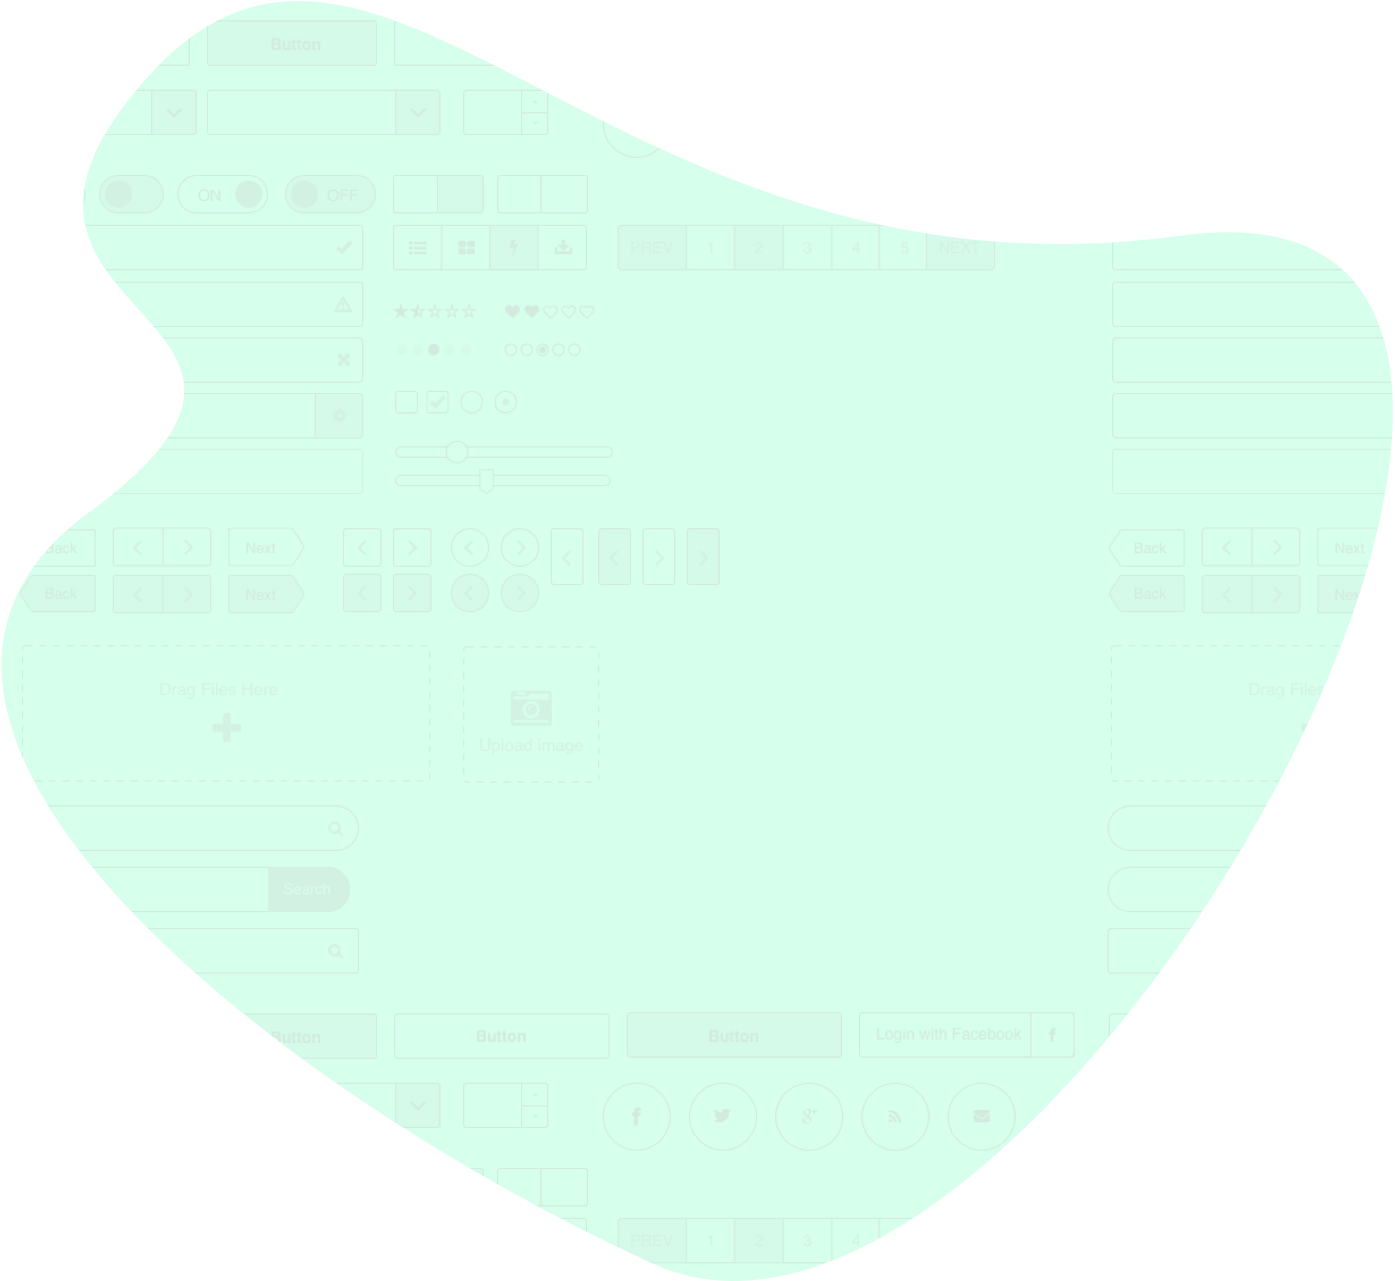 Button
ON
OFF
PREV 1 2 3 4 5 NEXT
Back
Next
Back
Next
Back
Next
Back
Drag Files Here
Upload image
Drag Files
Search
Button
Button
Button
Login with Facebook
PREV 1 2 3 4